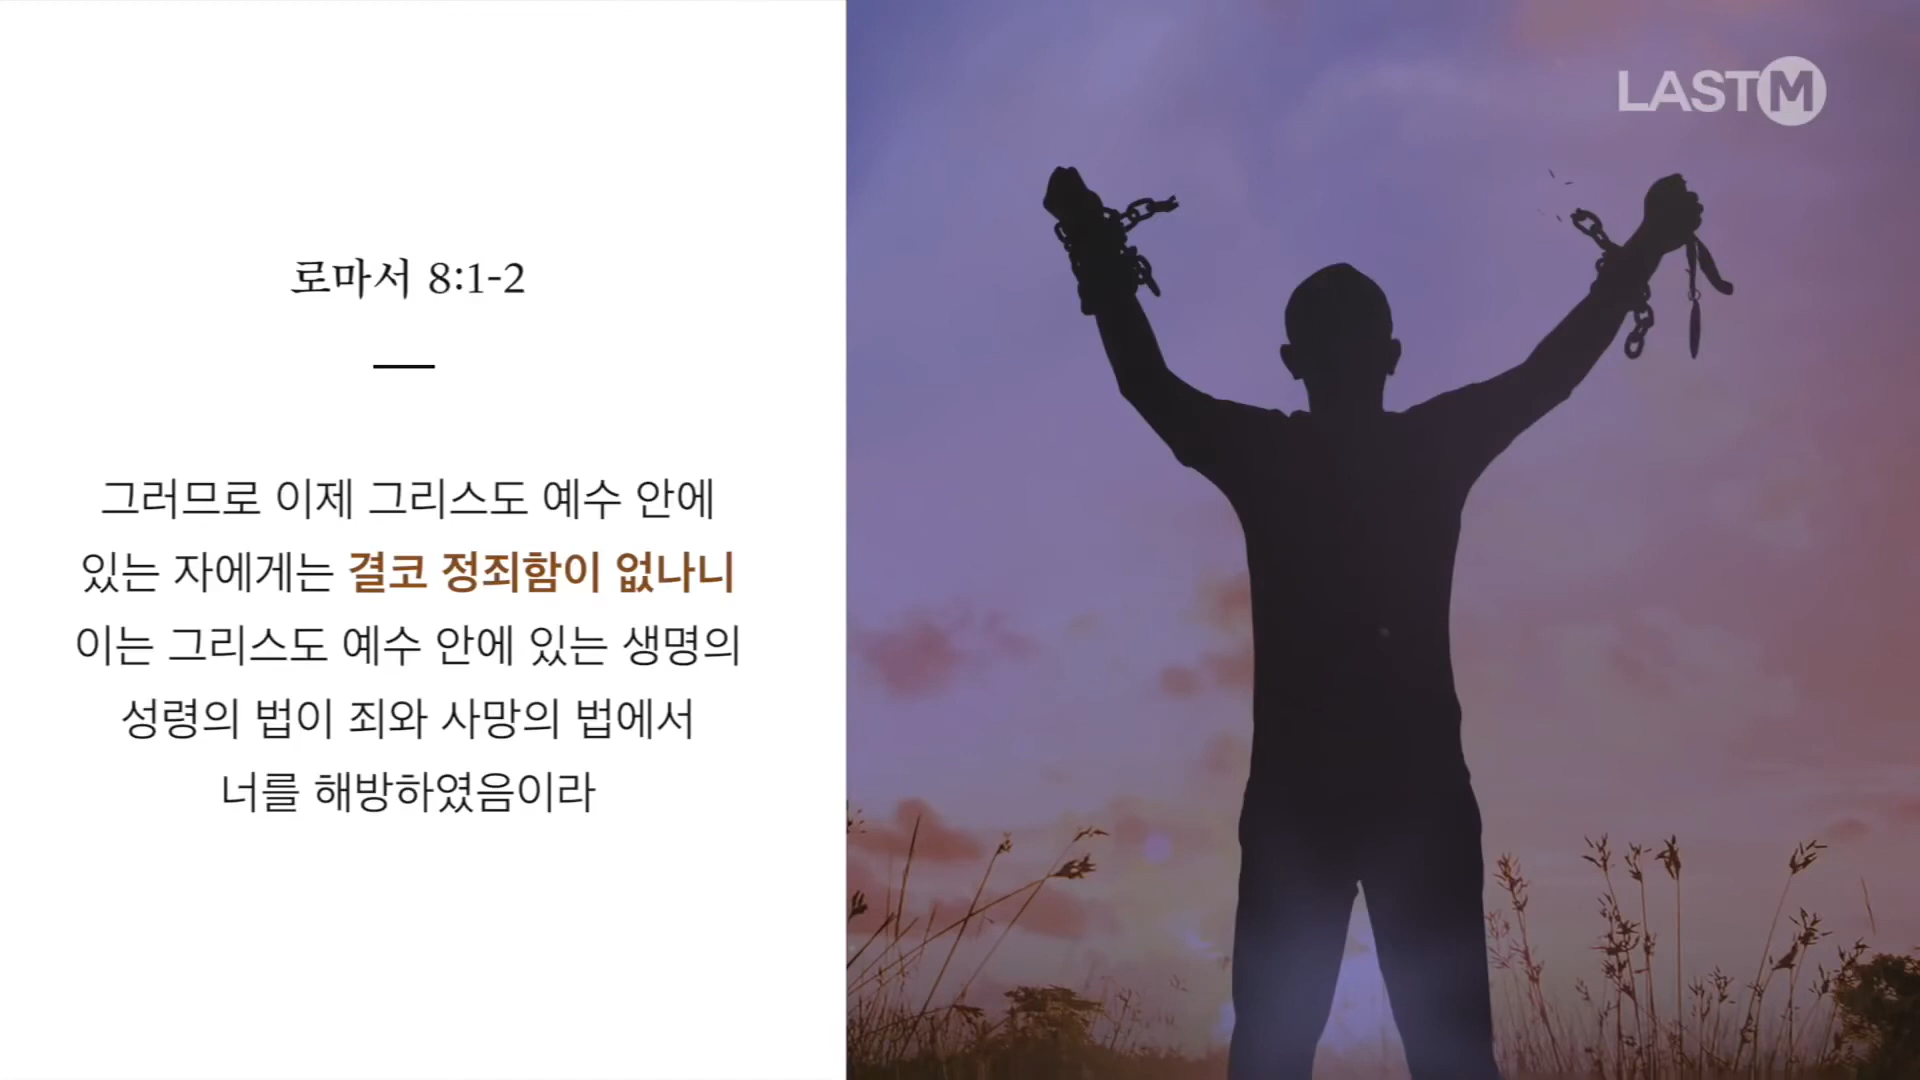 로마서 8:1-2
그러므로 이제 그리스도 예수 안에
있는 자에게는 결코 정죄함이 없나니
이는 그리스도 예수 안에 있는 생명의
성령의 법이 죄와 사망의 법에서
너를 해방하였음이라
LASTM